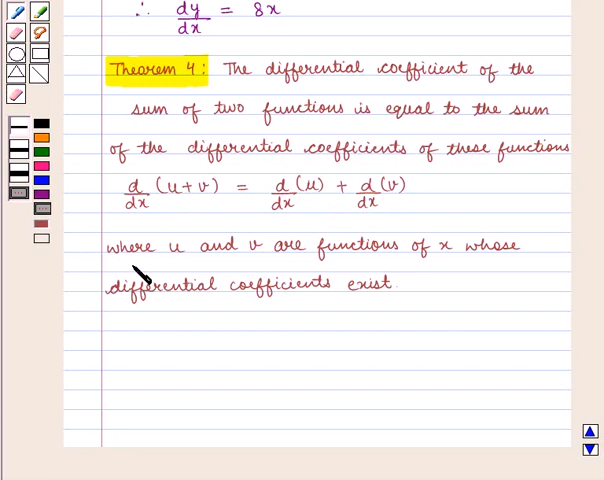 ∴ dy/dx = 8x
Theorem 4: The differential coefficient of the
sum of two functions is equal to the sum
of the differential coefficients of these functions
d/dx (u+v) = d/dx (u) + d/dx (v)
where u and v are functions of x whose
differential coefficients exist.